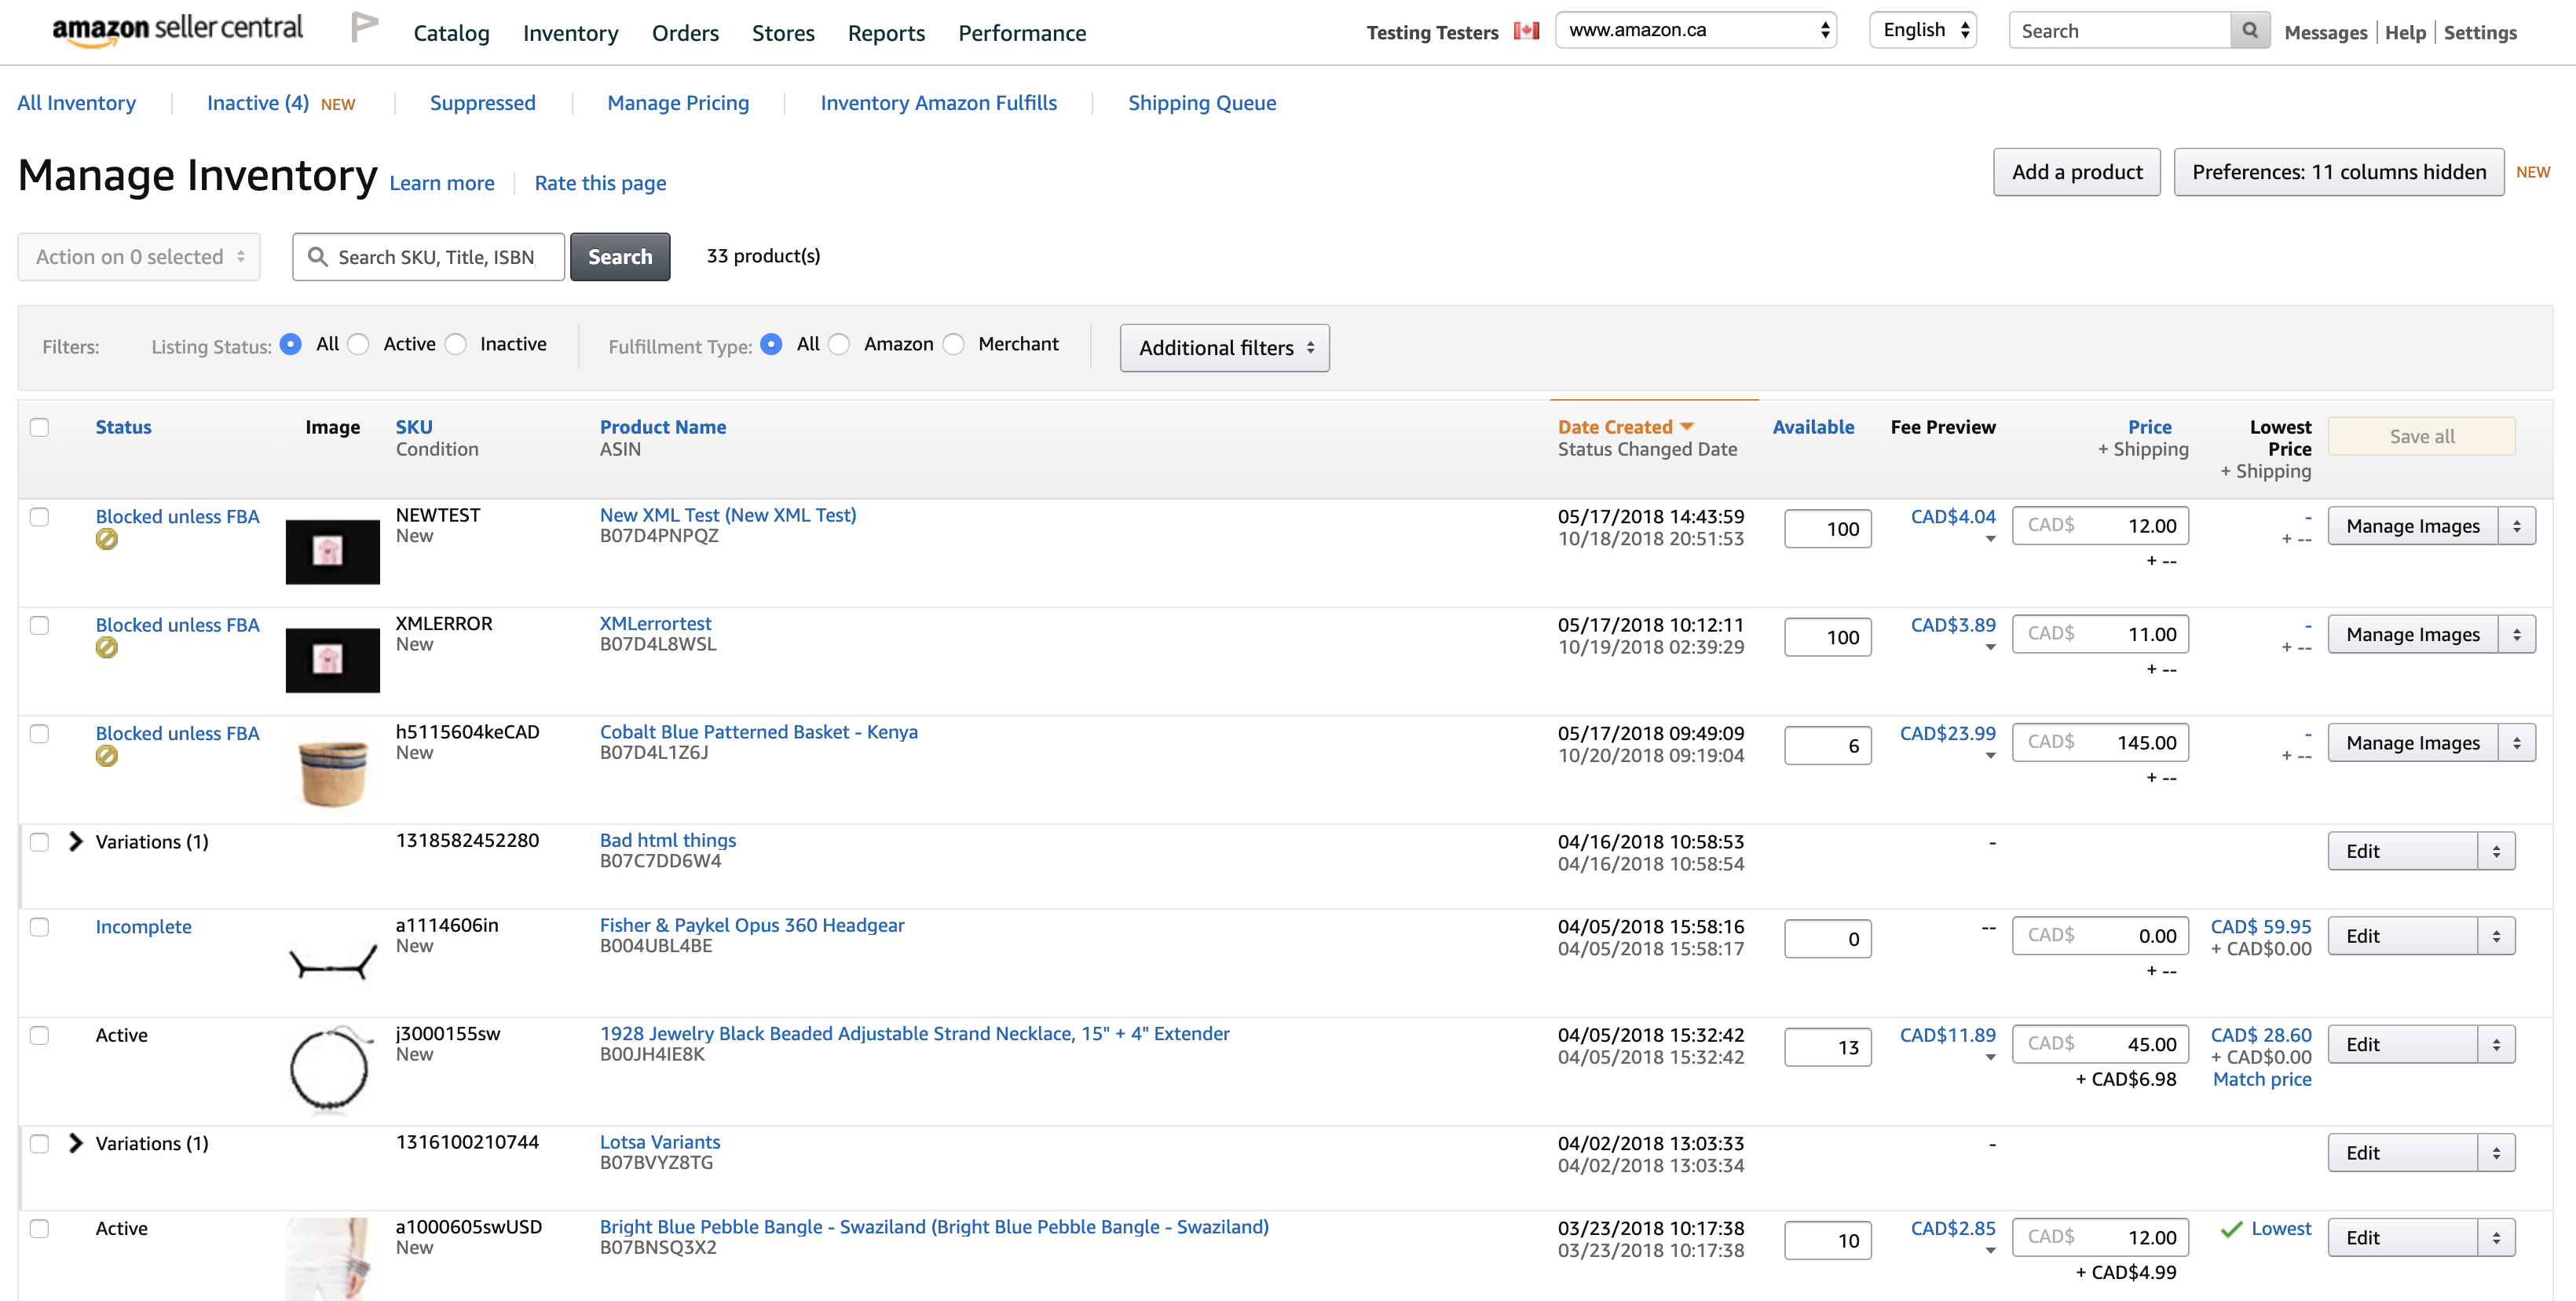 amazon seller central Catalog Inventory Orders Stores Reports Performance Testing Testers www.amazon.ca English Search Messages Help Settings
All Inventory Inactive (4) NEW Suppressed Manage Pricing Inventory Amazon Fulfills Shipping Queue
Manage Inventory Learn more Rate this page Add a product Preferences: 11 columns hidden NEW
Action on 0 selected Search SKU, Title, ISBN, Search 33 product(s)
Filters: Listing Status: All Active Inactive Fulfillment Type: All Amazon Merchant Additional filters
Status Image SKU Product Name Date Created Available Fee Preview Price Lowest Price Save all
Condition ASIN Status Changed Date + Shipping + Shipping
Blocked unless FBA NEWTEST New XML Test (New XML Test) 05/17/2018 14:43:59 100 CAD$4.04 CAD$ 12.00 - Manage Images
New B07D4PNPQZ 10/18/2018 20:51:53 + --
+ --
Blocked unless FBA XMLERROR XMLerrortest 05/17/2018 10:12:11 100 CAD$3.89 CAD$ 11.00 - Manage Images
New B07D4L8WSL 10/19/2018 02:39:29 + --
+ --
Blocked unless FBA h5115604keCAD Cobalt Blue Patterned Basket - Kenya 05/17/2018 09:49:09 6 CAD$23.99 CAD$ 145.00 - Manage Images
New B07D4L1Z6J 10/20/2018 09:19:04 + --
+ --
Variations (1) 1318582452280 Bad html things 04/16/2018 10:58:53 - Edit
B07C7DD6W4 04/16/2018 10:58:54
Incomplete a1114606in Fisher & Paykel Opus 360 Headgear 04/05/2018 15:58:16 0 -- CAD$ 0.00 CAD$ 59.95 Edit
New B004UBL4BE 04/05/2018 15:58:17 + CAD$0.00
+ --
Active j3000155sw 1928 Jewelry Black Beaded Adjustable Strand Necklace, 15" + 4" Extender 04/05/2018 15:32:42 13 CAD$11.89 CAD$ 45.00 CAD$ 28.60 Edit
New B00JH4IE8K 04/05/2018 15:32:42 + CAD$0.00
+ CAD$6.98 Match price
Variations (1) 1316100210744 Lotsa Variants 04/02/2018 13:03:33 - Edit
B07BVYZ8TG 04/02/2018 13:03:34
Active a1000605swUSD Bright Blue Pebble Bangle - Swaziland (Bright Blue Pebble Bangle - Swaziland) 03/23/2018 10:17:38 10 CAD$2.85 CAD$ 12.00 Lowest Edit
New B07BNSQ3X2 03/23/2018 10:17:38
+ CAD$4.99